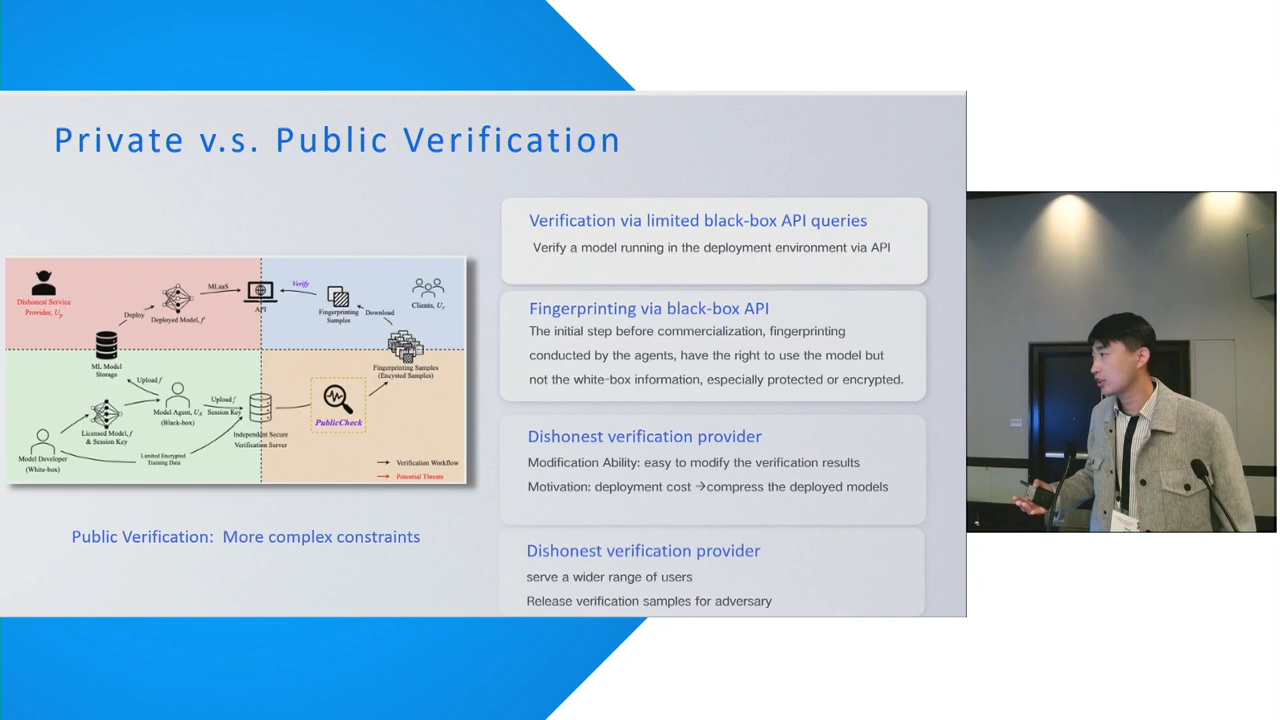 Private v.s. Public Verification
Verification via limited black-box API queries
Verify a model running in the deployment environment via API
Fingerprinting via black-box API
The initial step before commercialization, fingerprinting
conducted by the agents, have the right to use the model but
not the white-box information, especially protected or encrypted.
Dishonest verification provider
Modification Ability: easy to modify the verification results
Motivation: deployment cost →compress the deployed models
Dishonest verification provider
serve a wider range of users
Release verification samples for adversary
Dishonest Service
Provider, Up
Deploy
Deployed Model, f'
MLaaS
API
Verify
Fingerprinting
Samples
Download
Clients, Uc
ML Model
Storage
Fingerprinting Samples
(Encysted Samples)
Upload f
Model Agent, UA
(Black-box)
Upload f
Session Key
Licensed Model, f
& Session Key
Model Developer
(White-box)
Limited Encrypted
Training Data
Independent Secure
Verification Server
PublicCheck
Verification Workflow
Potential Threats
Public Verification: More complex constraints